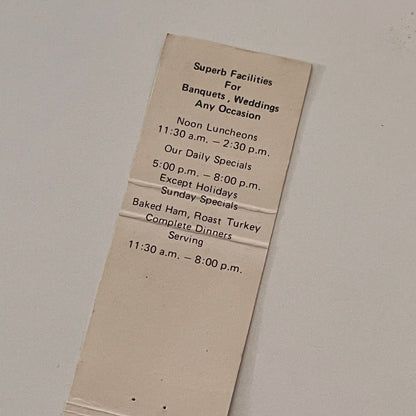 Superb Facilities
For
Banquets, Weddings
Any Occasion
Noon Luncheons
11:30 a.m. – 2:30 p.m.
Our Daily Specials
5:00 p.m. – 8:00 p.m.
Except Holidays
Sunday Specials
Baked Ham, Roast Turkey
Complete Dinners
Serving
11:30 a.m. – 8:00 p.m.